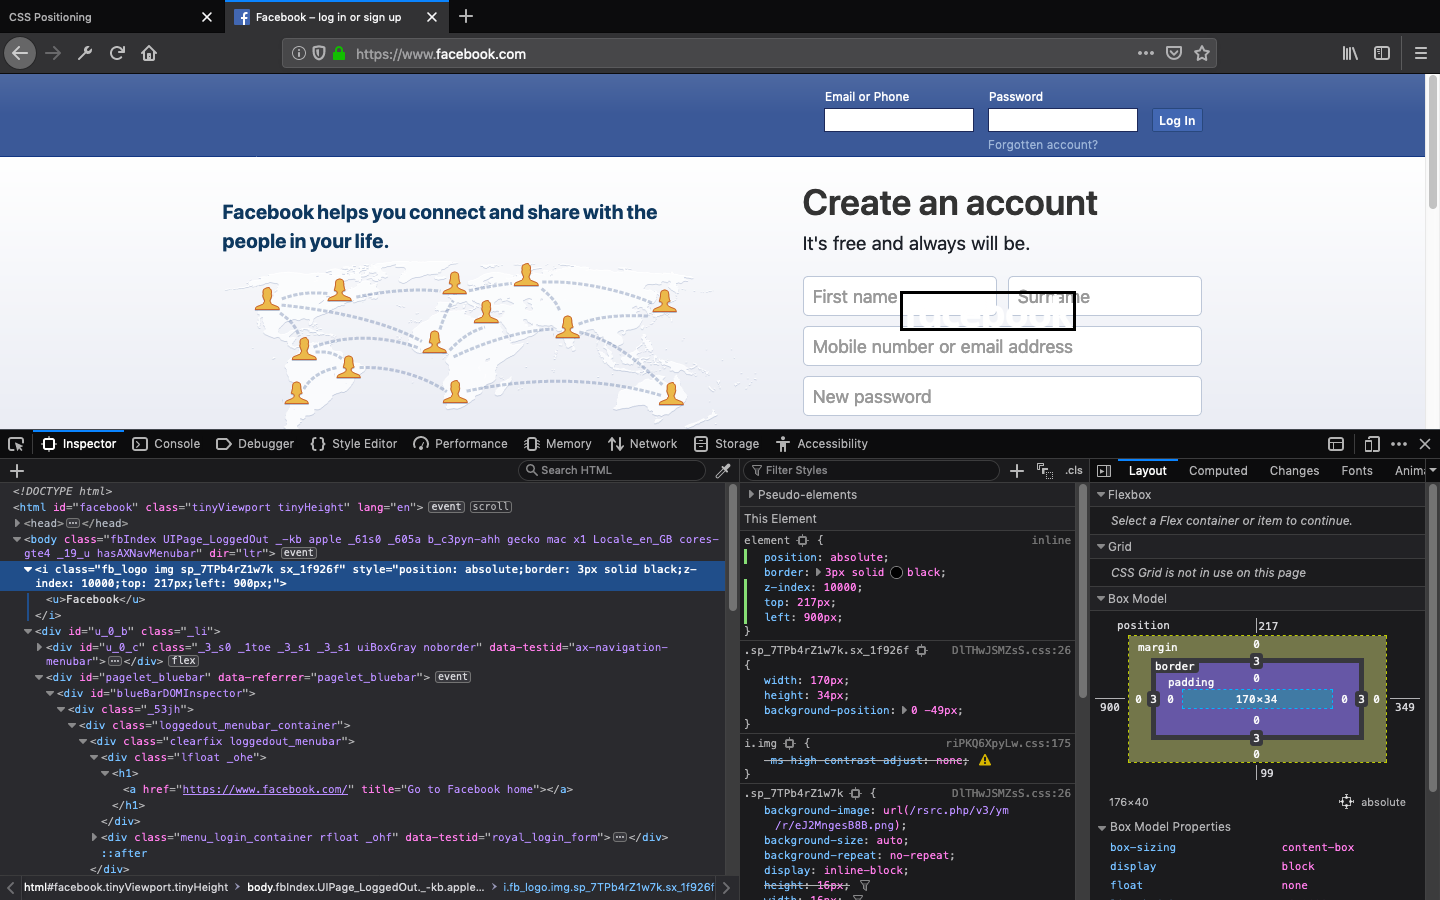 CSS Positioning
Facebook – log in or sign up
https://www.facebook.com
Email or Phone
Password
Log In
Forgotten account?
Facebook helps you connect and share with the
people in your life.
Create an account
It's free and always will be.
First name
Surname
facebook
Mobile number or email address
New password
Inspector
Console
Debugger
Style Editor
Performance
Memory
Network
Storage
Accessibility
Search HTML
<!DOCTYPE html>
<html id="facebook" class="tinyViewport tinyHeight" lang="en"> event scroll
<head> ••• </head>
<body class="fbIndex UIPage_LoggedOut _-kb apple _61s0 _605a b_c3pyn-ahh gecko mac x1 Locale_en_GB cores-
gte4 _19_u hasAXNavMenubar" dir="ltr"> event
<i class="fb_logo img sp_7TPb4rZ1w7k sx_1f926f" style="position: absolute;border: 3px solid black;z-
index: 10000;top: 217px;left: 900px;">
<u>Facebook</u>
</i>
<div id="u_0_b" class="_li">
<div id="u_0_c" class="_3_s0 _1toe _3_s1 _3_s1 uiBoxGray noborder" data-testid="ax-navigation-
menubar"> ••• </div> flex
<div id="pagelet_bluebar" data-referrer="pagelet_bluebar"> event
<div id="blueBarDOMInspector">
<div class="_53jh">
<div class="loggedout_menubar_container">
<div class="clearfix loggedout_menubar">
<div class="lfloat _ohe">
<h1>
<a href="https://www.facebook.com/" title="Go to Facebook home"></a>
</h1>
</div>
<div class="menu_login_container rfloat _ohf" data-testid="royal_login_form"> ••• </div>
::after
</div>
html#facebook.tinyViewport.tinyHeight
body.fbIndex.UIPage_LoggedOut._-kb.apple...
i.fb_logo.img.sp_7TPb4rZ1w7k.sx_1f926f
Filter Styles
.cls
Pseudo-elements
This Element
element { inline
position: absolute;
border: 3px solid black;
z-index: 10000;
top: 217px;
left: 900px;
}
.sp_7TPb4rZ1w7k.sx_1f926f DlTHwJSMZsS.css:26
{
width: 170px;
height: 34px;
background-position: 0 -49px;
}
i.img { riPKQ6XpyLw.css:175
-ms-high-contrast-adjust: none;
}
.sp_7TPb4rZ1w7k { DlTHwJSMZsS.css:26
background-image: url(/rsrc.php/v3/ym
/r/eJ2MngesB8B.png);
background-size: auto;
background-repeat: no-repeat;
display: inline-block;
height: 16px;
width: 16px;
Layout
Computed
Changes
Fonts
Anima
Flexbox
Select a Flex container or item to continue.
Grid
CSS Grid is not in use on this page
Box Model
position
217
margin
0
border
3
padding
0
900
0
3
0
170×34
0
3
0
349
0
3
0
99
176×40
absolute
Box Model Properties
box-sizing content-box
display block
float none